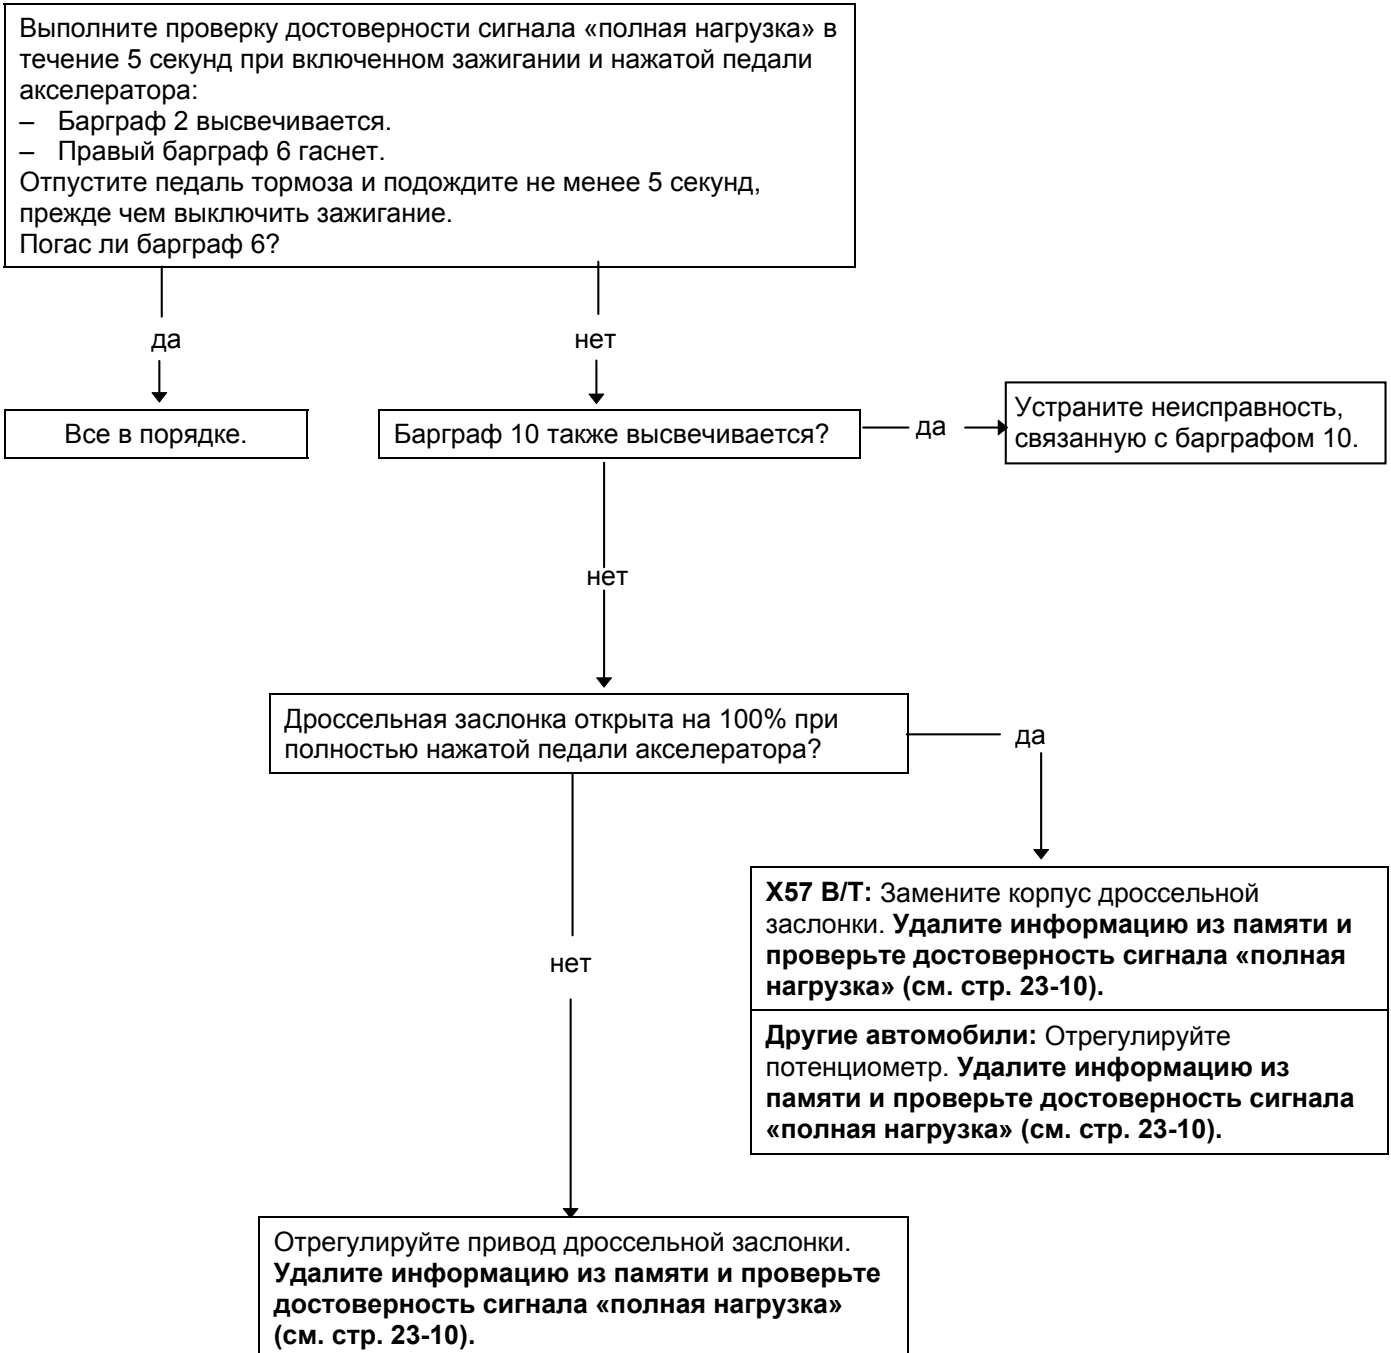 Выполните проверку достоверности сигнала «полная нагрузка» в
течение 5 секунд при включенном зажигании и нажатой педали
акселератора:
– Барграф 2 высвечивается.
– Правый барграф 6 гаснет.
Отпустите педаль тормоза и подождите не менее 5 секунд,
прежде чем выключить зажигание.
Погас ли барграф 6?
да
нет
Все в порядке.
Барграф 10 также высвечивается?
да
Устраните неисправность,
связанную с барграфом 10.
нет
Дроссельная заслонка открыта на 100% при
полностью нажатой педали акселератора?
да
X57 B/T: Замените корпус дроссельной
заслонки. Удалите информацию из памяти и
проверьте достоверность сигнала «полная
нагрузка» (см. стр. 23-10).
Другие автомобили: Отрегулируйте
потенциометр. Удалите информацию из
памяти и проверьте достоверность сигнала
«полная нагрузка» (см. стр. 23-10).
нет
Отрегулируйте привод дроссельной заслонки.
Удалите информацию из памяти и проверьте
достоверность сигнала «полная нагрузка»
(см. стр. 23-10).